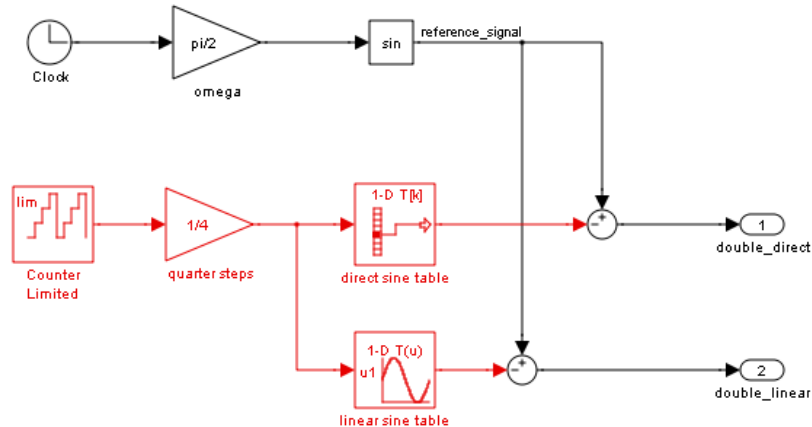 pi/2
sin
reference_signal
Clock
omega
lim
1/4
1-D T[k]
+
-
1
Counter
Limited
quarter steps
direct sine table
double_direct
1-D T(u)
u1
+
-
2
linear sine table
double_linear